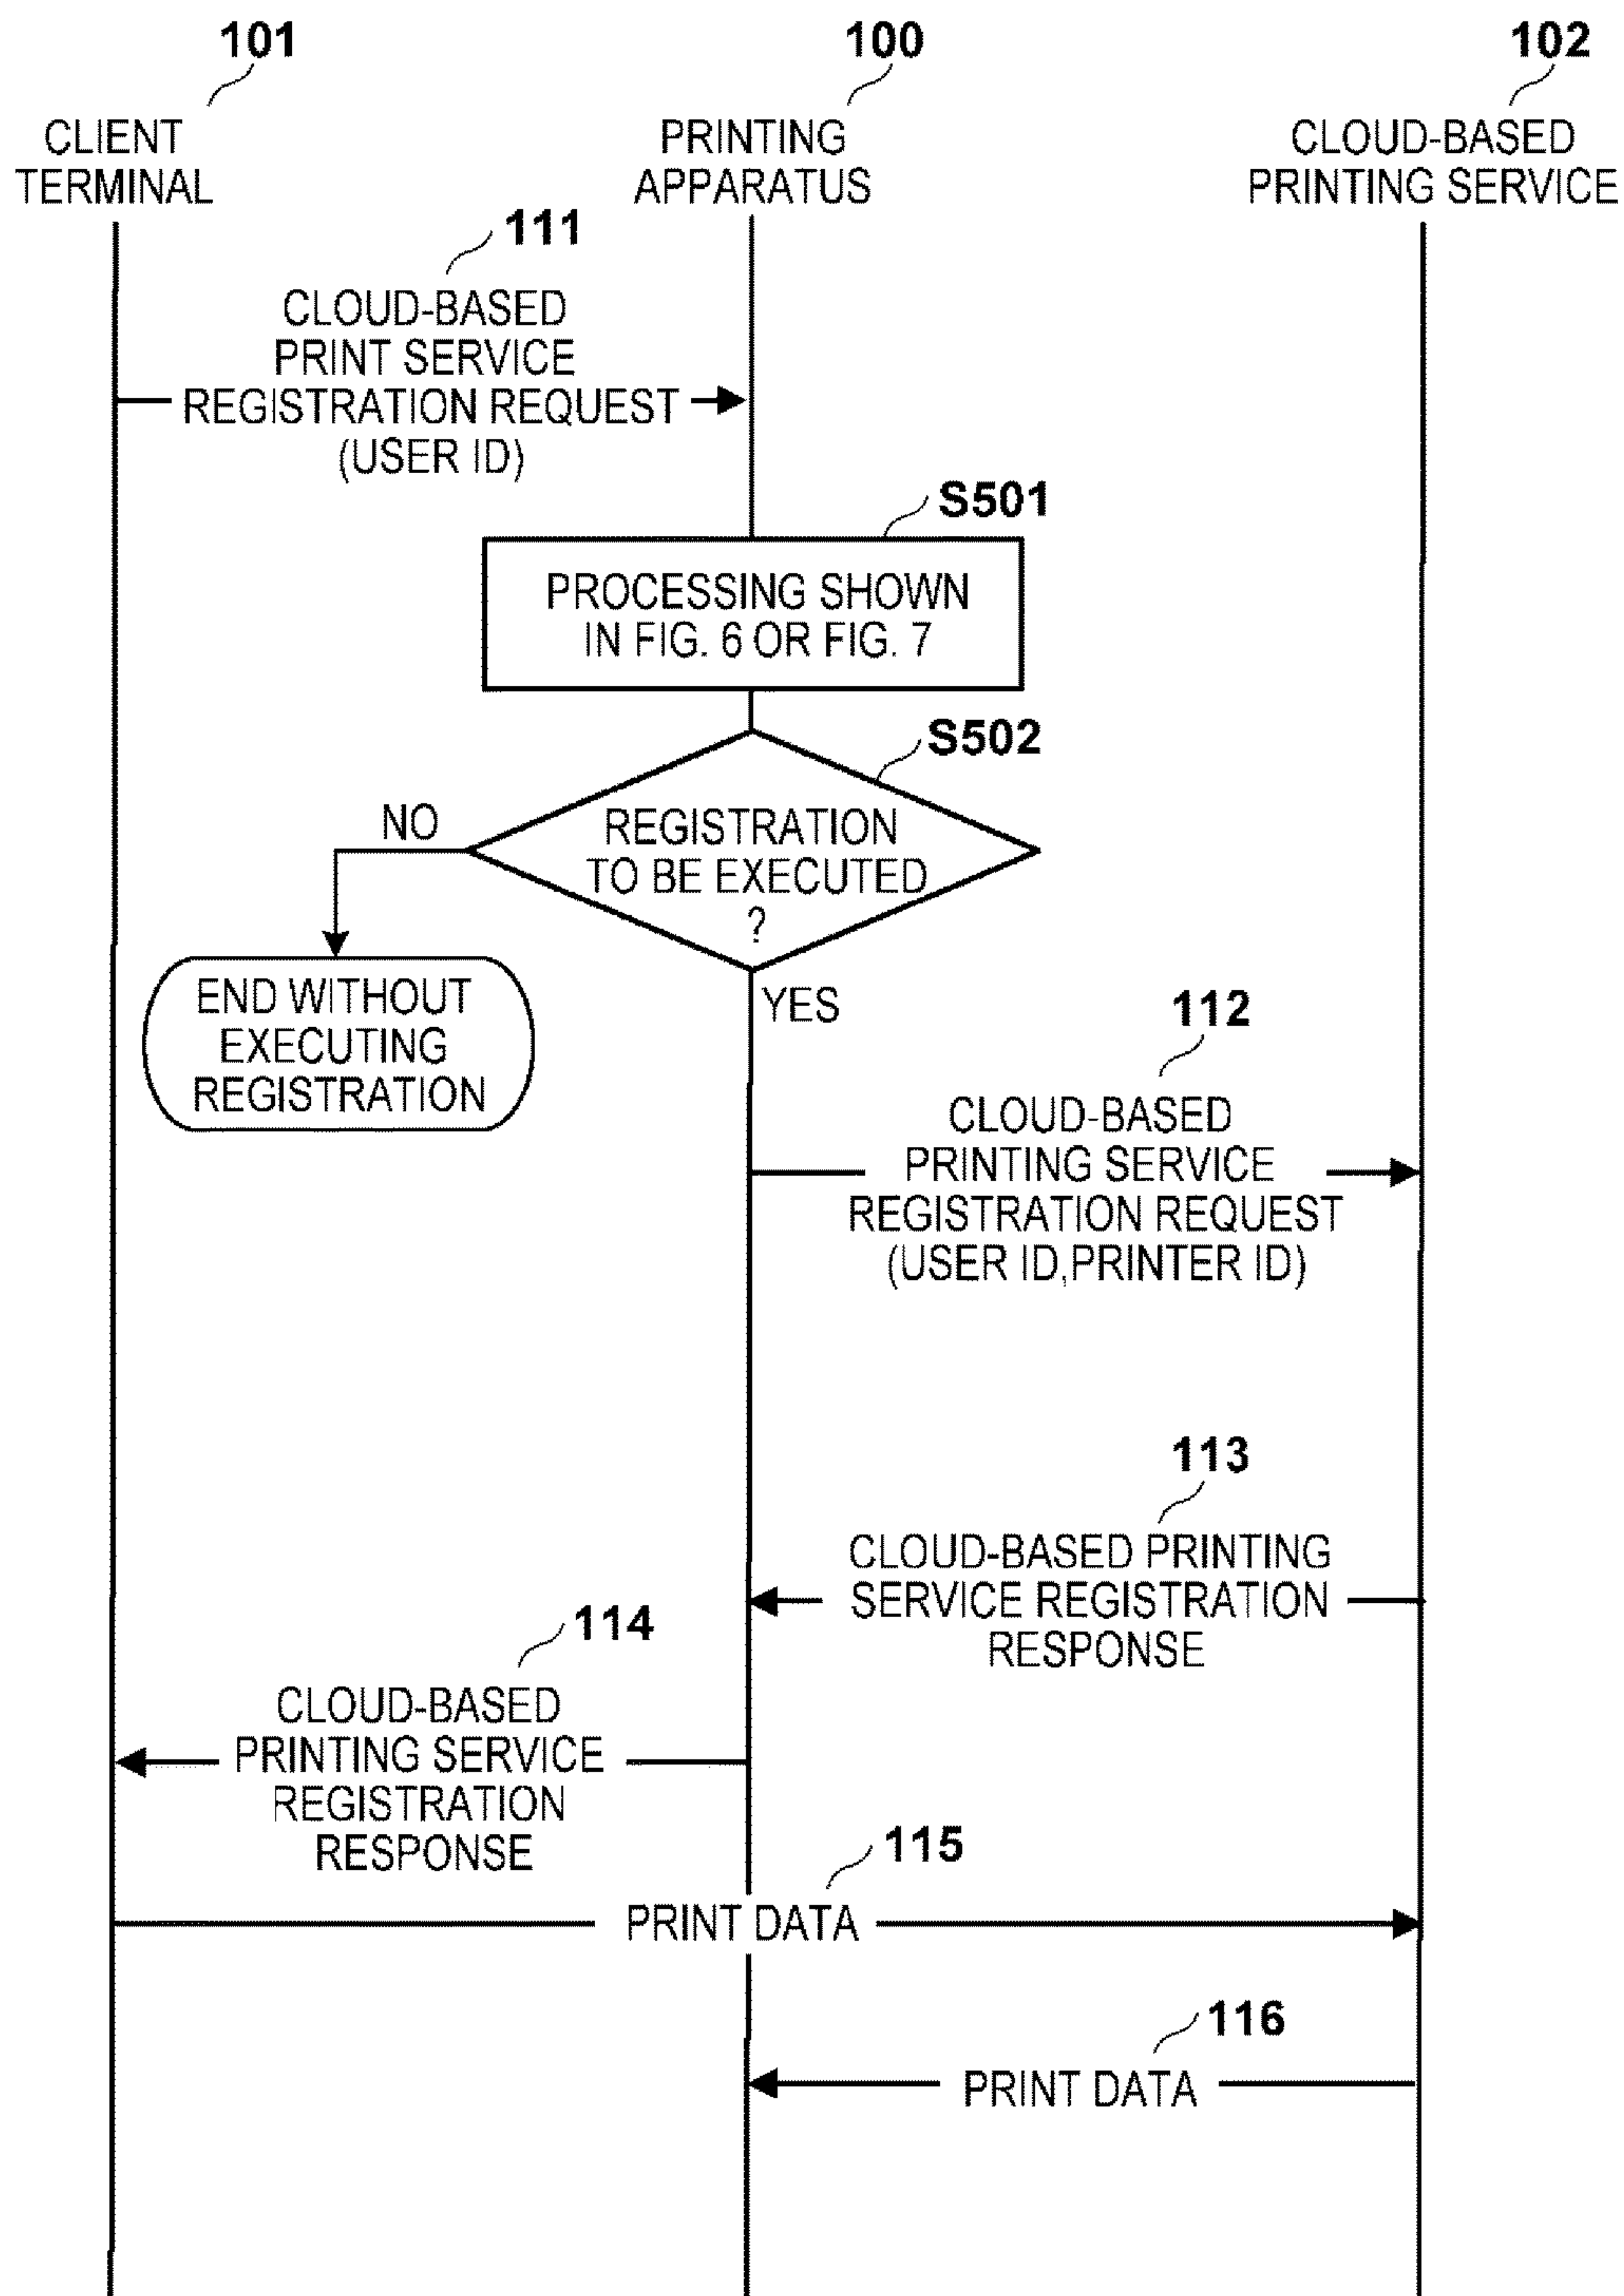 101
100
102
CLIENT
TERMINAL
PRINTING
APPARATUS
CLOUD-BASED
PRINTING SERVICE
111
CLOUD-BASED
PRINT SERVICE
REGISTRATION REQUEST
(USER ID)
S501
PROCESSING SHOWN
IN FIG. 6 OR FIG. 7
S502
REGISTRATION
TO BE EXECUTED
?
NO
END WITHOUT
EXECUTING
REGISTRATION
YES
112
CLOUD-BASED
PRINTING SERVICE
REGISTRATION REQUEST
(USER ID,PRINTER ID)
113
CLOUD-BASED PRINTING
SERVICE REGISTRATION
RESPONSE
114
CLOUD-BASED
PRINTING SERVICE
REGISTRATION
RESPONSE
115
PRINT DATA
116
PRINT DATA